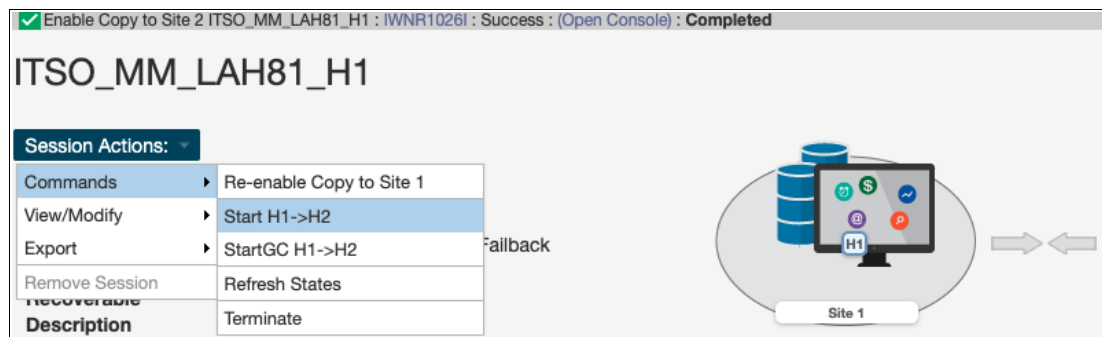 Enable Copy to Site 2 ITSO_MM_LAH81_H1 : IWNR1026I : Success : (Open Console) : Completed
ITSO_MM_LAH81_H1
Session Actions:
Commands
Re-enable Copy to Site 1
View/Modify
Start H1->H2
Export
StartGC H1->H2
Failback
Remove Session
Refresh States
Recoverable
Description
Terminate
$
@
H1
Site 1